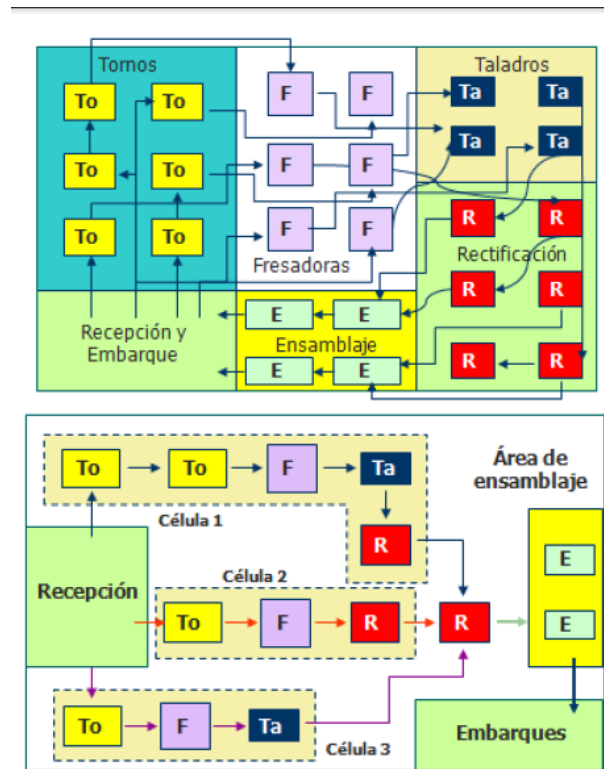 Tornos
Taladros
To
To
F
F
Ta
Ta
Ta
Ta
To
To
F
F
To
To
F
F
R
R
Fresadoras
Rectificación
R
R
E
E
Recepción y
Embarque
Ensamblaje
E
E
R
R
To
To
F
Ta
Área de
ensamblaje
Célula 1
R
E
Recepción
Célula 2
To
F
R
R
E
To
F
Ta
Célula 3
Embarques